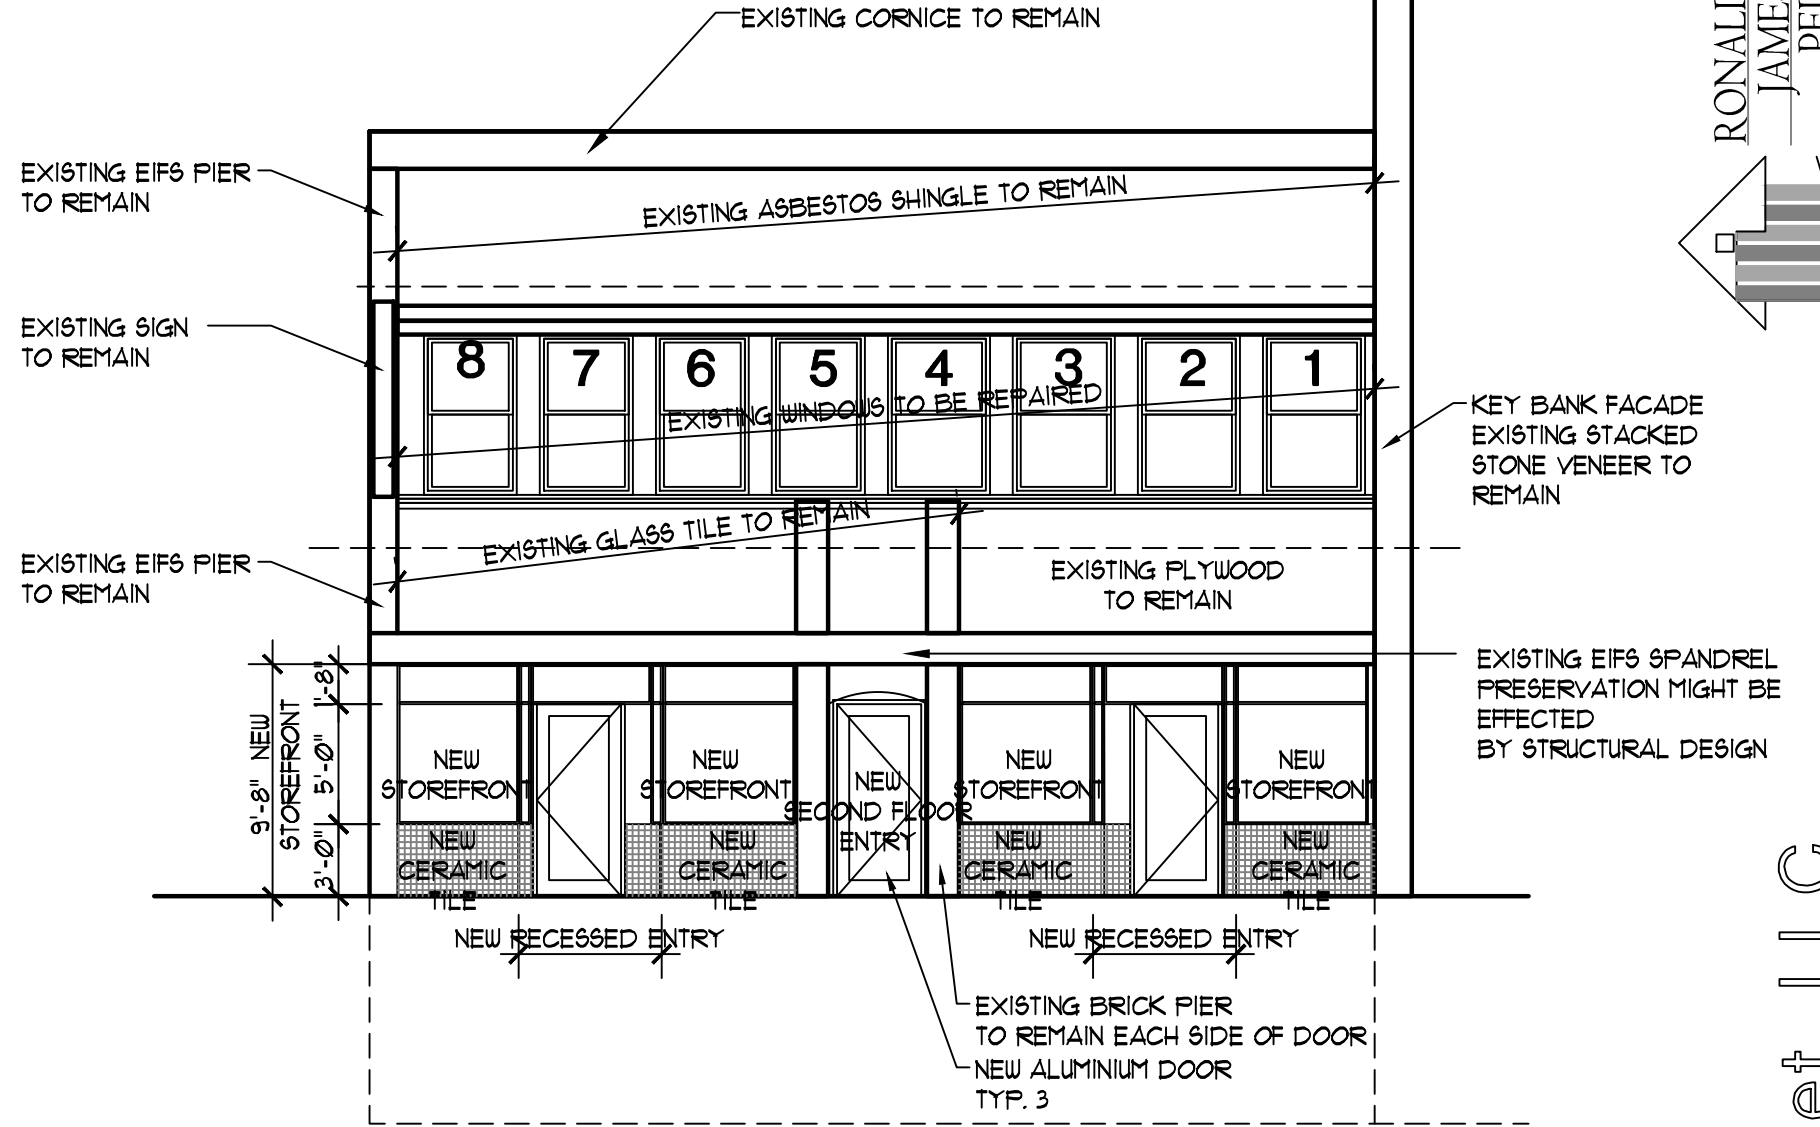 EXISTING CORNICE TO REMAIN
RONALD
JAME
EXISTING EIFS PIER
TO REMAIN
EXISTING ASBESTOS SHINGLE TO REMAIN
EXISTING SIGN
TO REMAIN
8 7 6 5 4 3 2 1
EXISTING WINDOWS TO BE REPAIRED
KEY BANK FACADE
EXISTING STACKED
STONE VENEER TO
REMAIN
EXISTING GLASS TILE TO REMAIN
EXISTING EIFS PIER
TO REMAIN
EXISTING PLYWOOD
TO REMAIN
EXISTING EIFS SPANDREL
PRESERVATION MIGHT BE
EFFECTED
BY STRUCTURAL DESIGN
9'-8" NEW
STOREFRONT
1'-8"
5'-0"
3'-0"
NEW
STOREFRONT
NEW
STOREFRONT
NEW
SECOND FLOOR
ENTRY
NEW
STOREFRONT
NEW
STOREFRONT
NEW
CERAMIC
TILE
NEW
CERAMIC
TILE
NEW
CERAMIC
TILE
NEW
CERAMIC
TILE
NEW RECESSED ENTRY
NEW RECESSED ENTRY
EXISTING BRICK PIER
TO REMAIN EACH SIDE OF DOOR
NEW ALUMINIUM DOOR
TYP. 3
et LLC